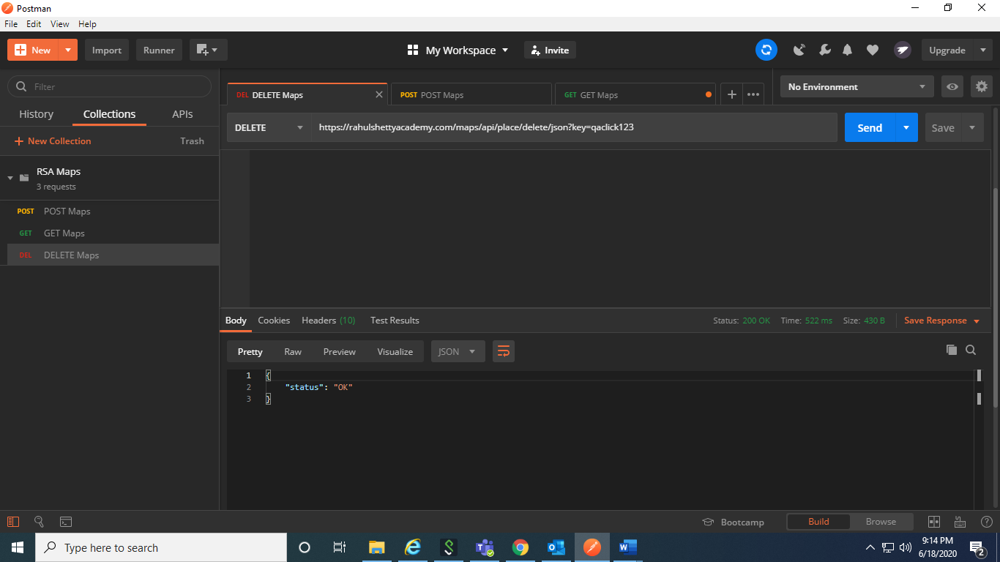 Postman
File Edit View Help
New Import Runner My Workspace Invite Upgrade
Filter
History Collections APIs
New Collection Trash
RSA Maps
3 requests
POST POST Maps
GET GET Maps
DEL DELETE Maps
DEL DELETE Maps POST POST Maps GET GET Maps No Environment
DELETE https://rahulshettyacademy.com/maps/api/place/delete/json?key=qaclick123 Send Save
Body Cookies Headers (10) Test Results Status: 200 OK Time: 522 ms Size: 430 B Save Response
Pretty Raw Preview Visualize JSON
1 {
2 "status": "OK"
3 }
Bootcamp Build Browse
Type here to search
9:14 PM
6/18/2020
2